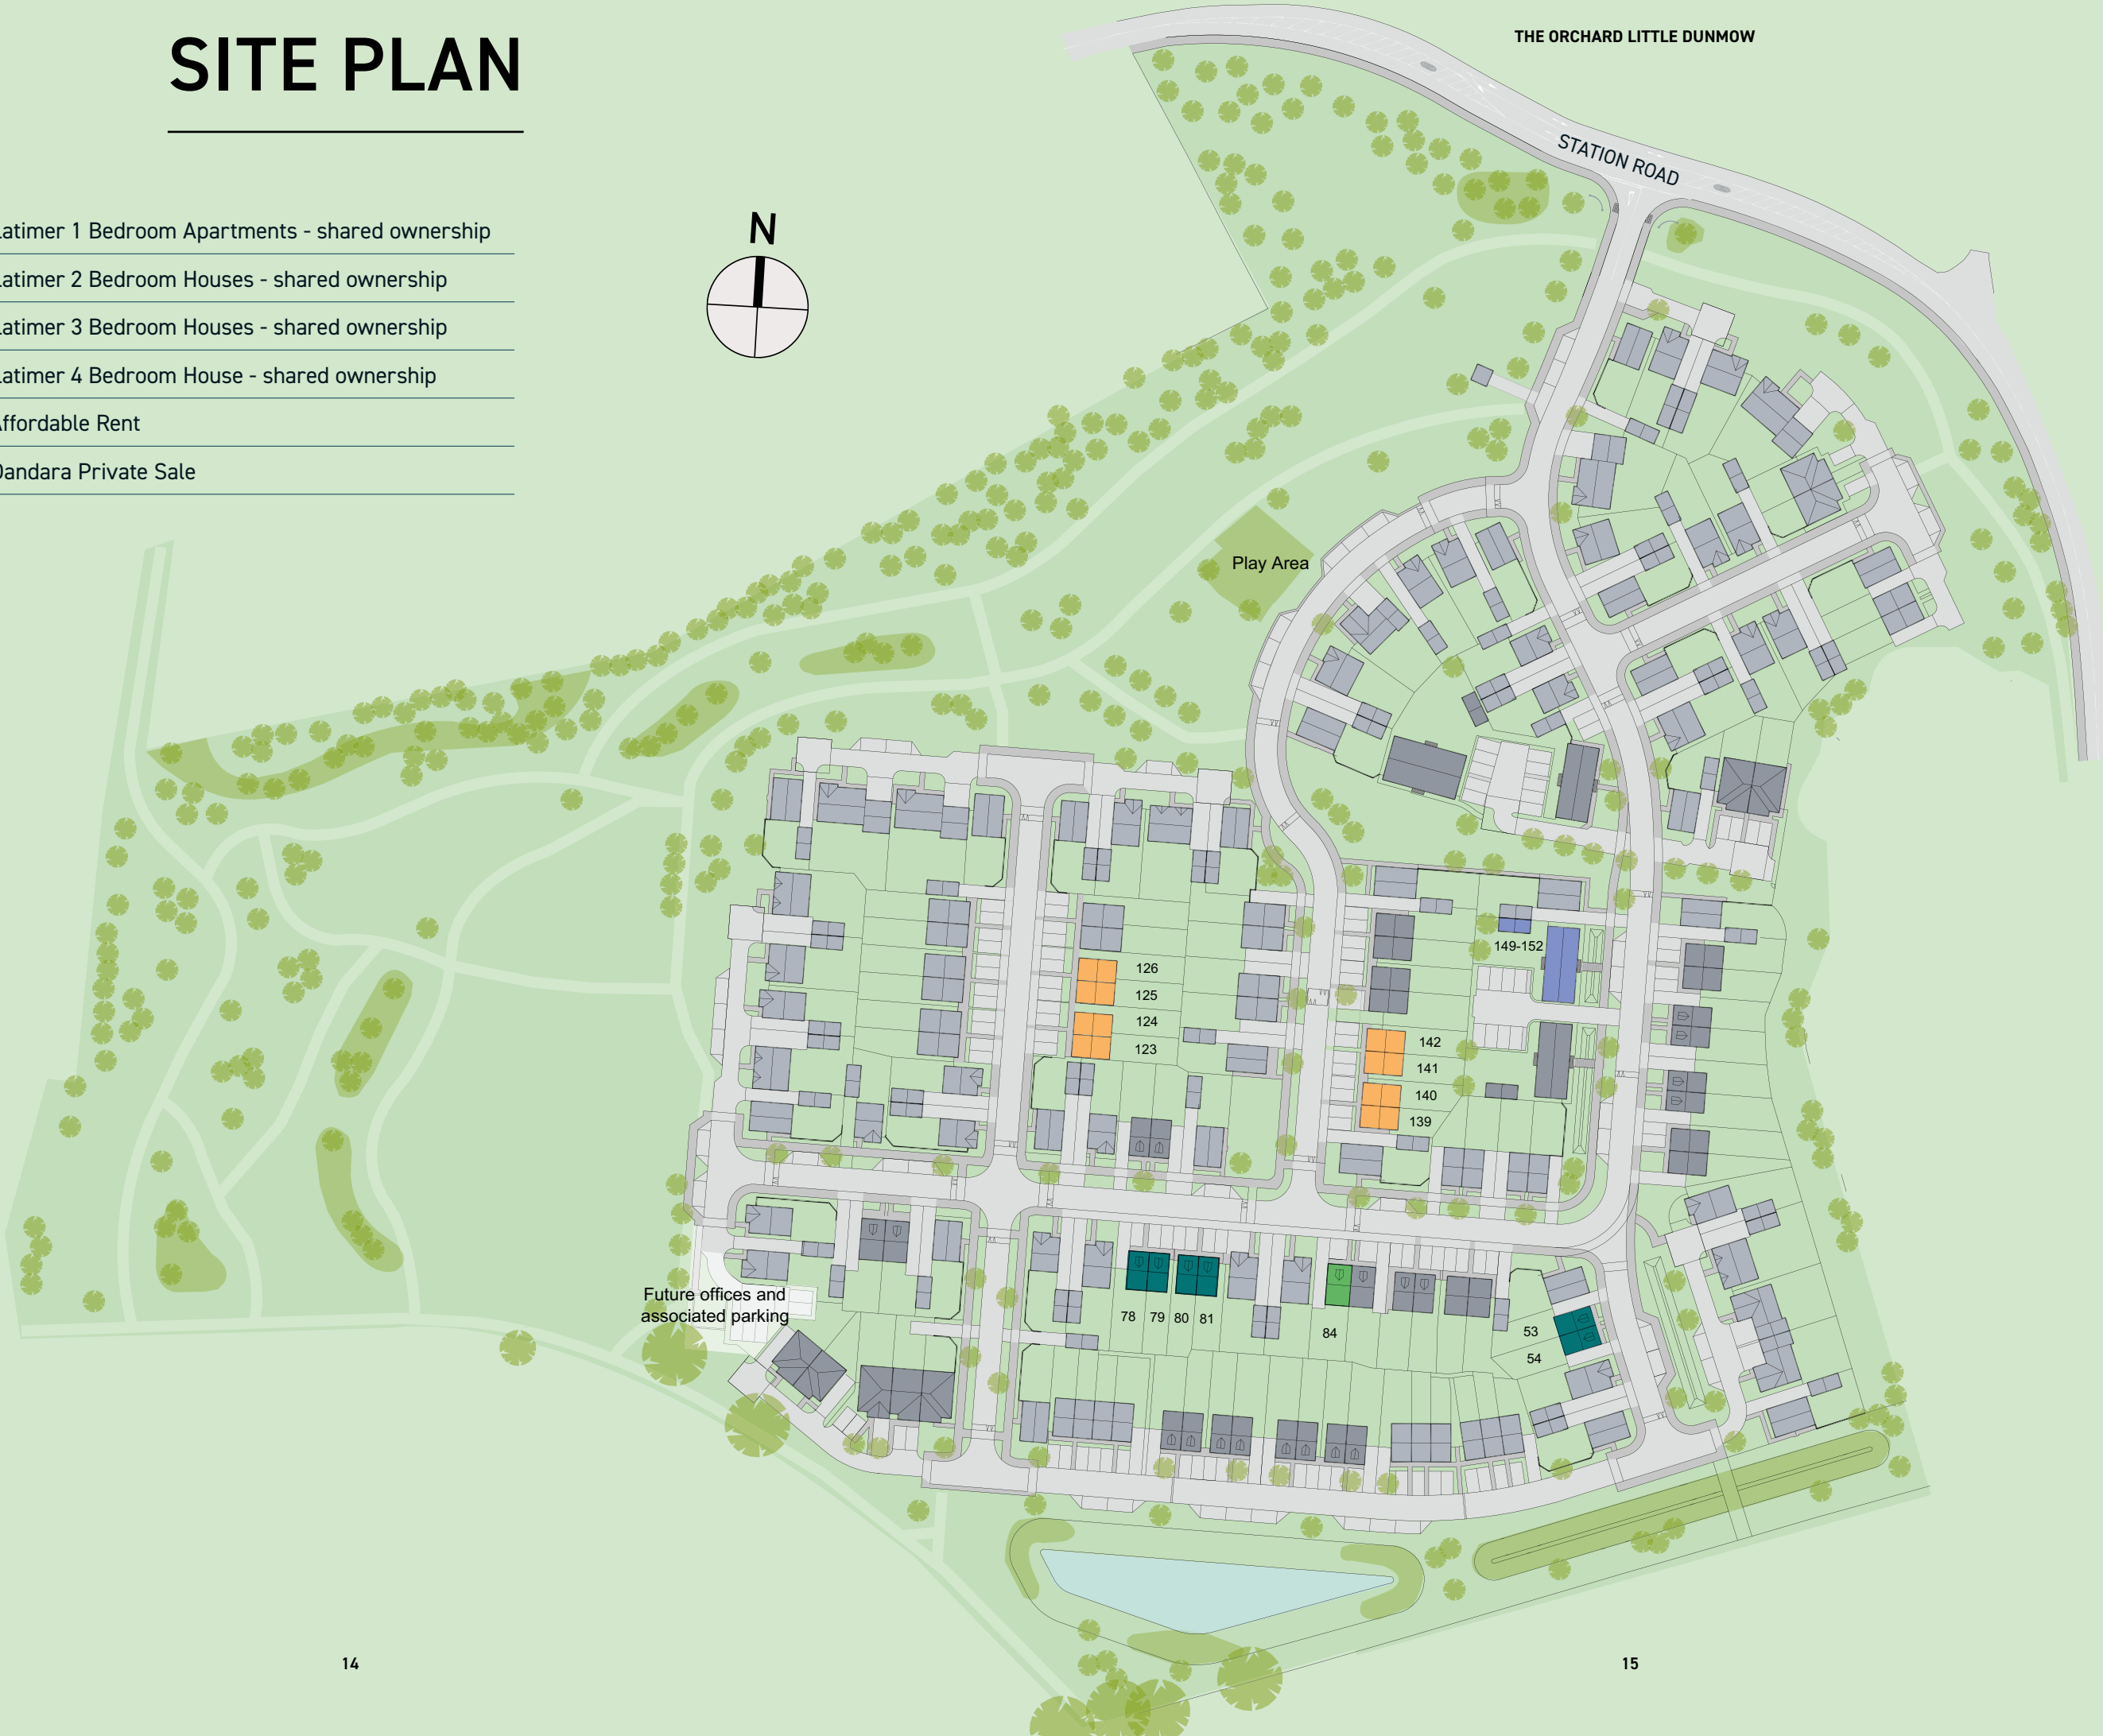 SITE PLAN
THE ORCHARD LITTLE DUNMOW
STATION ROAD
N
atimer 1 Bedroom Apartments - shared ownership
atimer 2 Bedroom Houses - shared ownership
atimer 3 Bedroom Houses - shared ownership
atimer 4 Bedroom House - shared ownership
ffordable Rent
Dandara Private Sale
Play Area
149-152
126
125
124
123
142
141
140
139
Future offices and
associated parking
78 79 80 81
84
53
54
14
15